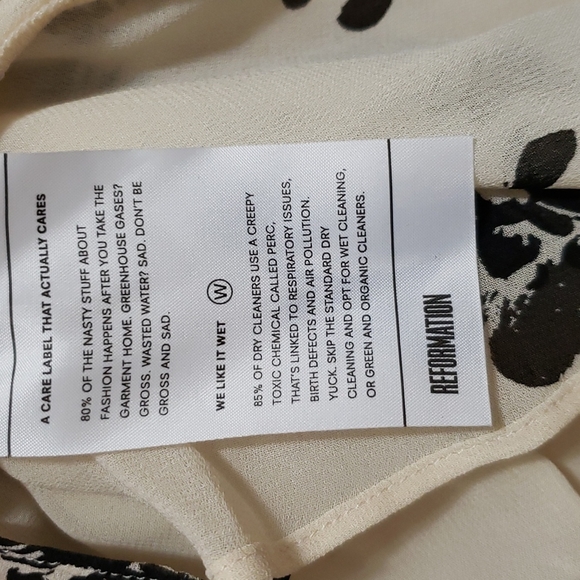 A CARE LABEL THAT ACTUALLY CARES
80% OF THE NASTY STUFF ABOUT
FASHION HAPPENS AFTER YOU TAKE THE
GARMENT HOME. GREENHOUSE GASES?
GROSS. WASTED WATER? SAD. DON'T BE
GROSS AND SAD.
WE LIKE IT WET W
85% OF DRY CLEANERS USE A CREEPY
TOXIC CHEMICAL CALLED PERC,
THAT'S LINKED TO RESPIRATORY ISSUES,
BIRTH DEFECTS AND AIR POLLUTION.
YUCK. SKIP THE STANDARD DRY
CLEANING AND OPT FOR WET CLEANING,
OR GREEN AND ORGANIC CLEANERS.
REFORMATION